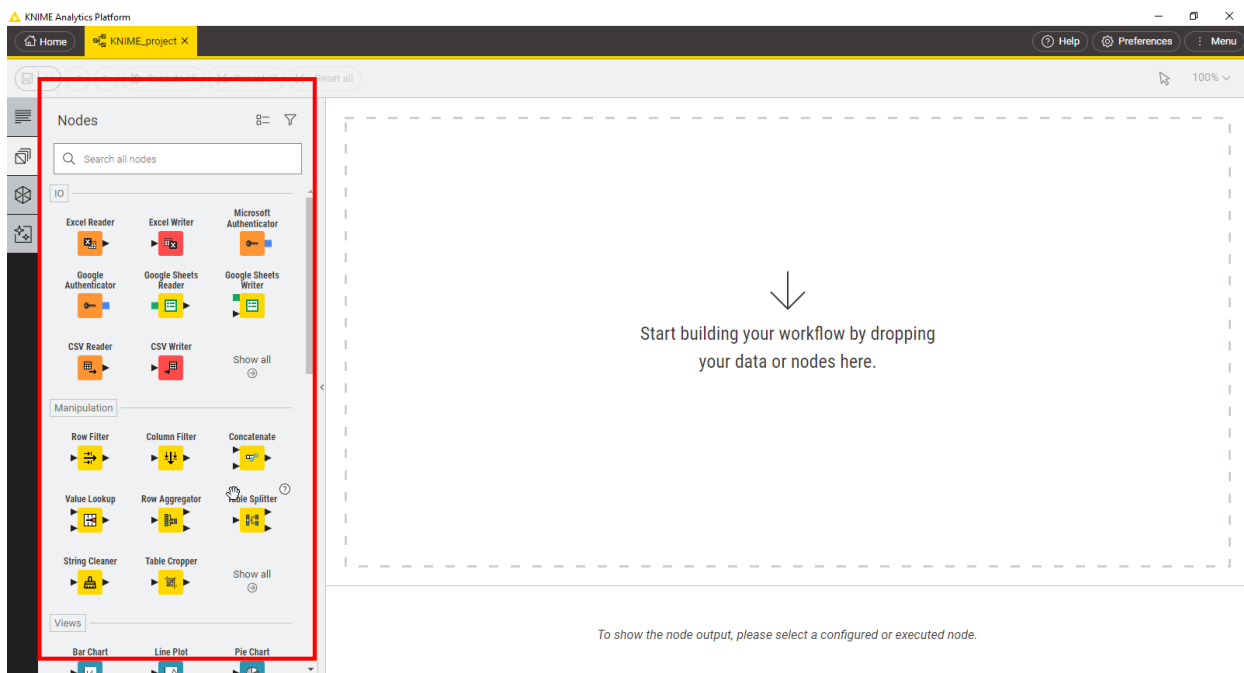 KNIME Analytics Platform
Home
KNIME_project
Help
Preferences
Menu
Reset all
100%
Nodes
Search all nodes
IO
Excel Reader
Excel Writer
Microsoft
Authenticator
Google
Authenticator
Google Sheets
Reader
Google Sheets
Writer
CSV Reader
CSV Writer
Show all
Manipulation
Row Filter
Column Filter
Concatenate
Value Lookup
Row Aggregator
Table Splitter
String Cleaner
Table Cropper
Show all
Views
Bar Chart
Line Plot
Pie Chart
Start building your workflow by dropping
your data or nodes here.
To show the node output, please select a configured or executed node.